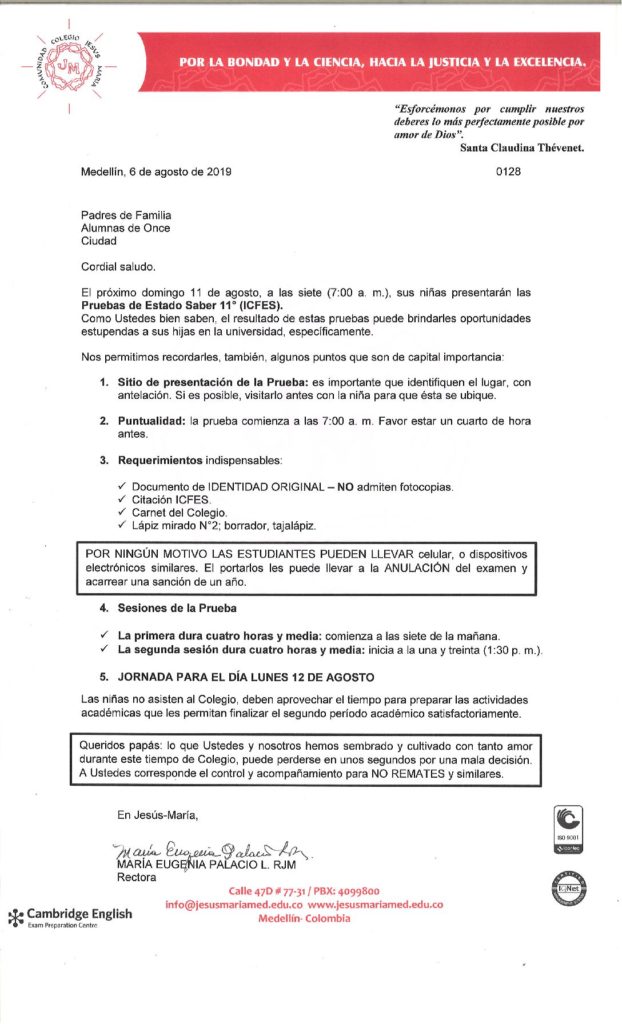 COMUNIDAD COLEGIO JESÚS MARÍA
JM
POR LA BONDAD Y LA CIENCIA, HACIA LA JUSTICIA Y LA EXCELENCIA.
“Esforcémonos por cumplir nuestros
deberes lo más perfectamente posible por
amor de Dios”.
Santa Claudina Thévenet.
Medellín, 6 de agosto de 2019 0128
Padres de Familia
Alumnas de Once
Ciudad
Cordial saludo.
El próximo domingo 11 de agosto, a las siete (7:00 a. m.), sus niñas presentarán las
Pruebas de Estado Saber 11° (ICFES).
Como Ustedes bien saben, el resultado de estas pruebas puede brindarles oportunidades
estupendas a sus hijas en la universidad, específicamente.
Nos permitimos recordarles, también, algunos puntos que son de capital importancia:
1. Sitio de presentación de la Prueba: es importante que identifiquen el lugar, con
antelación. Si es posible, visitarlo antes con la niña para que ésta se ubique.
2. Puntualidad: la prueba comienza a las 7:00 a. m. Favor estar un cuarto de hora
antes.
3. Requerimientos indispensables:
✓ Documento de IDENTIDAD ORIGINAL – NO admiten fotocopias.
✓ Citación ICFES.
✓ Carnet del Colegio.
✓ Lápiz mirado N°2; borrador, tajalápiz.
POR NINGÚN MOTIVO LAS ESTUDIANTES PUEDEN LLEVAR celular, o dispositivos
electrónicos similares. El portarlos les puede llevar a la ANULACIÓN del examen y
acarrear una sanción de un año.
4. Sesiones de la Prueba
✓ La primera dura cuatro horas y media: comienza a las siete de la mañana.
✓ La segunda sesión dura cuatro horas y media: inicia a la una y treinta (1:30 p. m.).
5. JORNADA PARA EL DÍA LUNES 12 DE AGOSTO
Las niñas no asisten al Colegio, deben aprovechar el tiempo para preparar las actividades
académicas que les permitan finalizar el segundo período académico satisfactoriamente.
Queridos papás: lo que Ustedes y nosotros hemos sembrado y cultivado con tanto amor
durante este tiempo de Colegio, puede perderse en unos segundos por una mala decisión.
A Ustedes corresponde el control y acompañamiento para NO REMATES y similares.
En Jesús-María,
María Eugenia Palacio
MARÍA EUGENIA PALACIO L. RJM
Rectora
ISO 9001
icontec
IQNet
Calle 47D # 77-31 / PBX: 4099800
info@jesusmariamed.edu.co www.jesusmariamed.edu.co
Medellín- Colombia
Cambridge English
Exam Preparation Centre